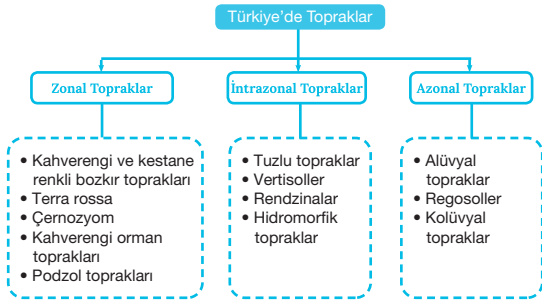 Türkiye'de Topraklar
Zonal Topraklar
İntrazonal Topraklar
Azonal Topraklar
• Kahverengi ve kestane
renkli bozkır toprakları
• Terra rossa
• Çernozyom
• Kahverengi orman
toprakları
• Podzol toprakları
• Tuzlu topraklar
• Vertisoller
• Rendzinalar
• Hidromorfik
topraklar
• Alüvyal
topraklar
• Regosoller
• Kolüvyal
topraklar